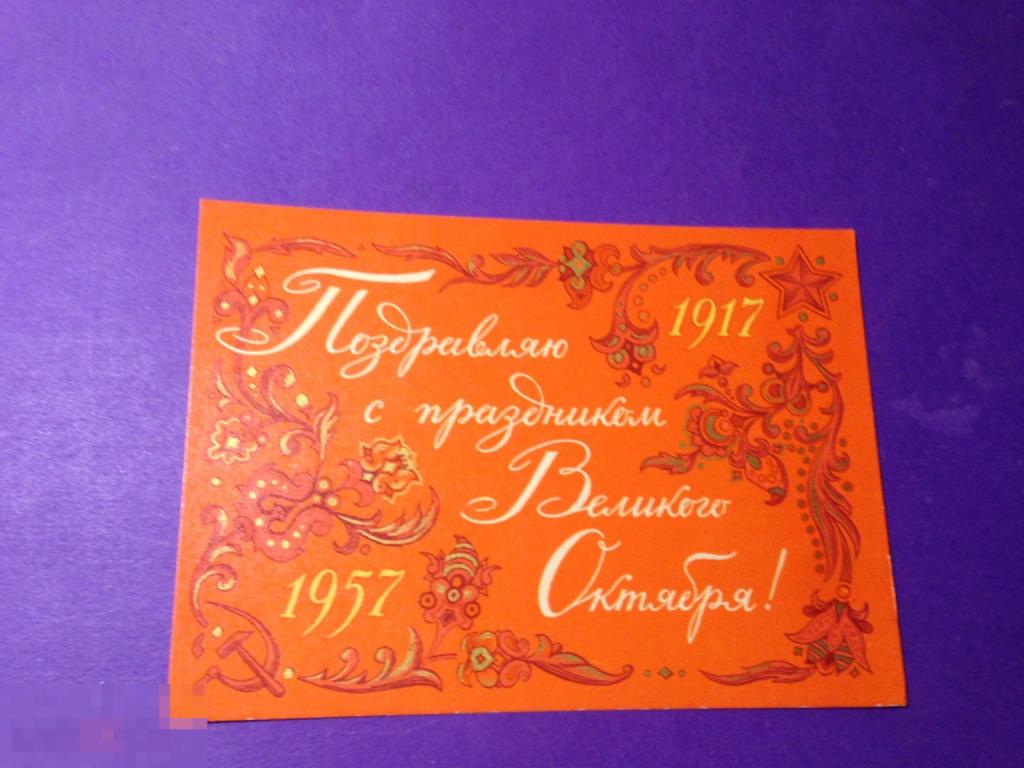 Поздравляю
1917
с праздником
Великого
Октября!
1957